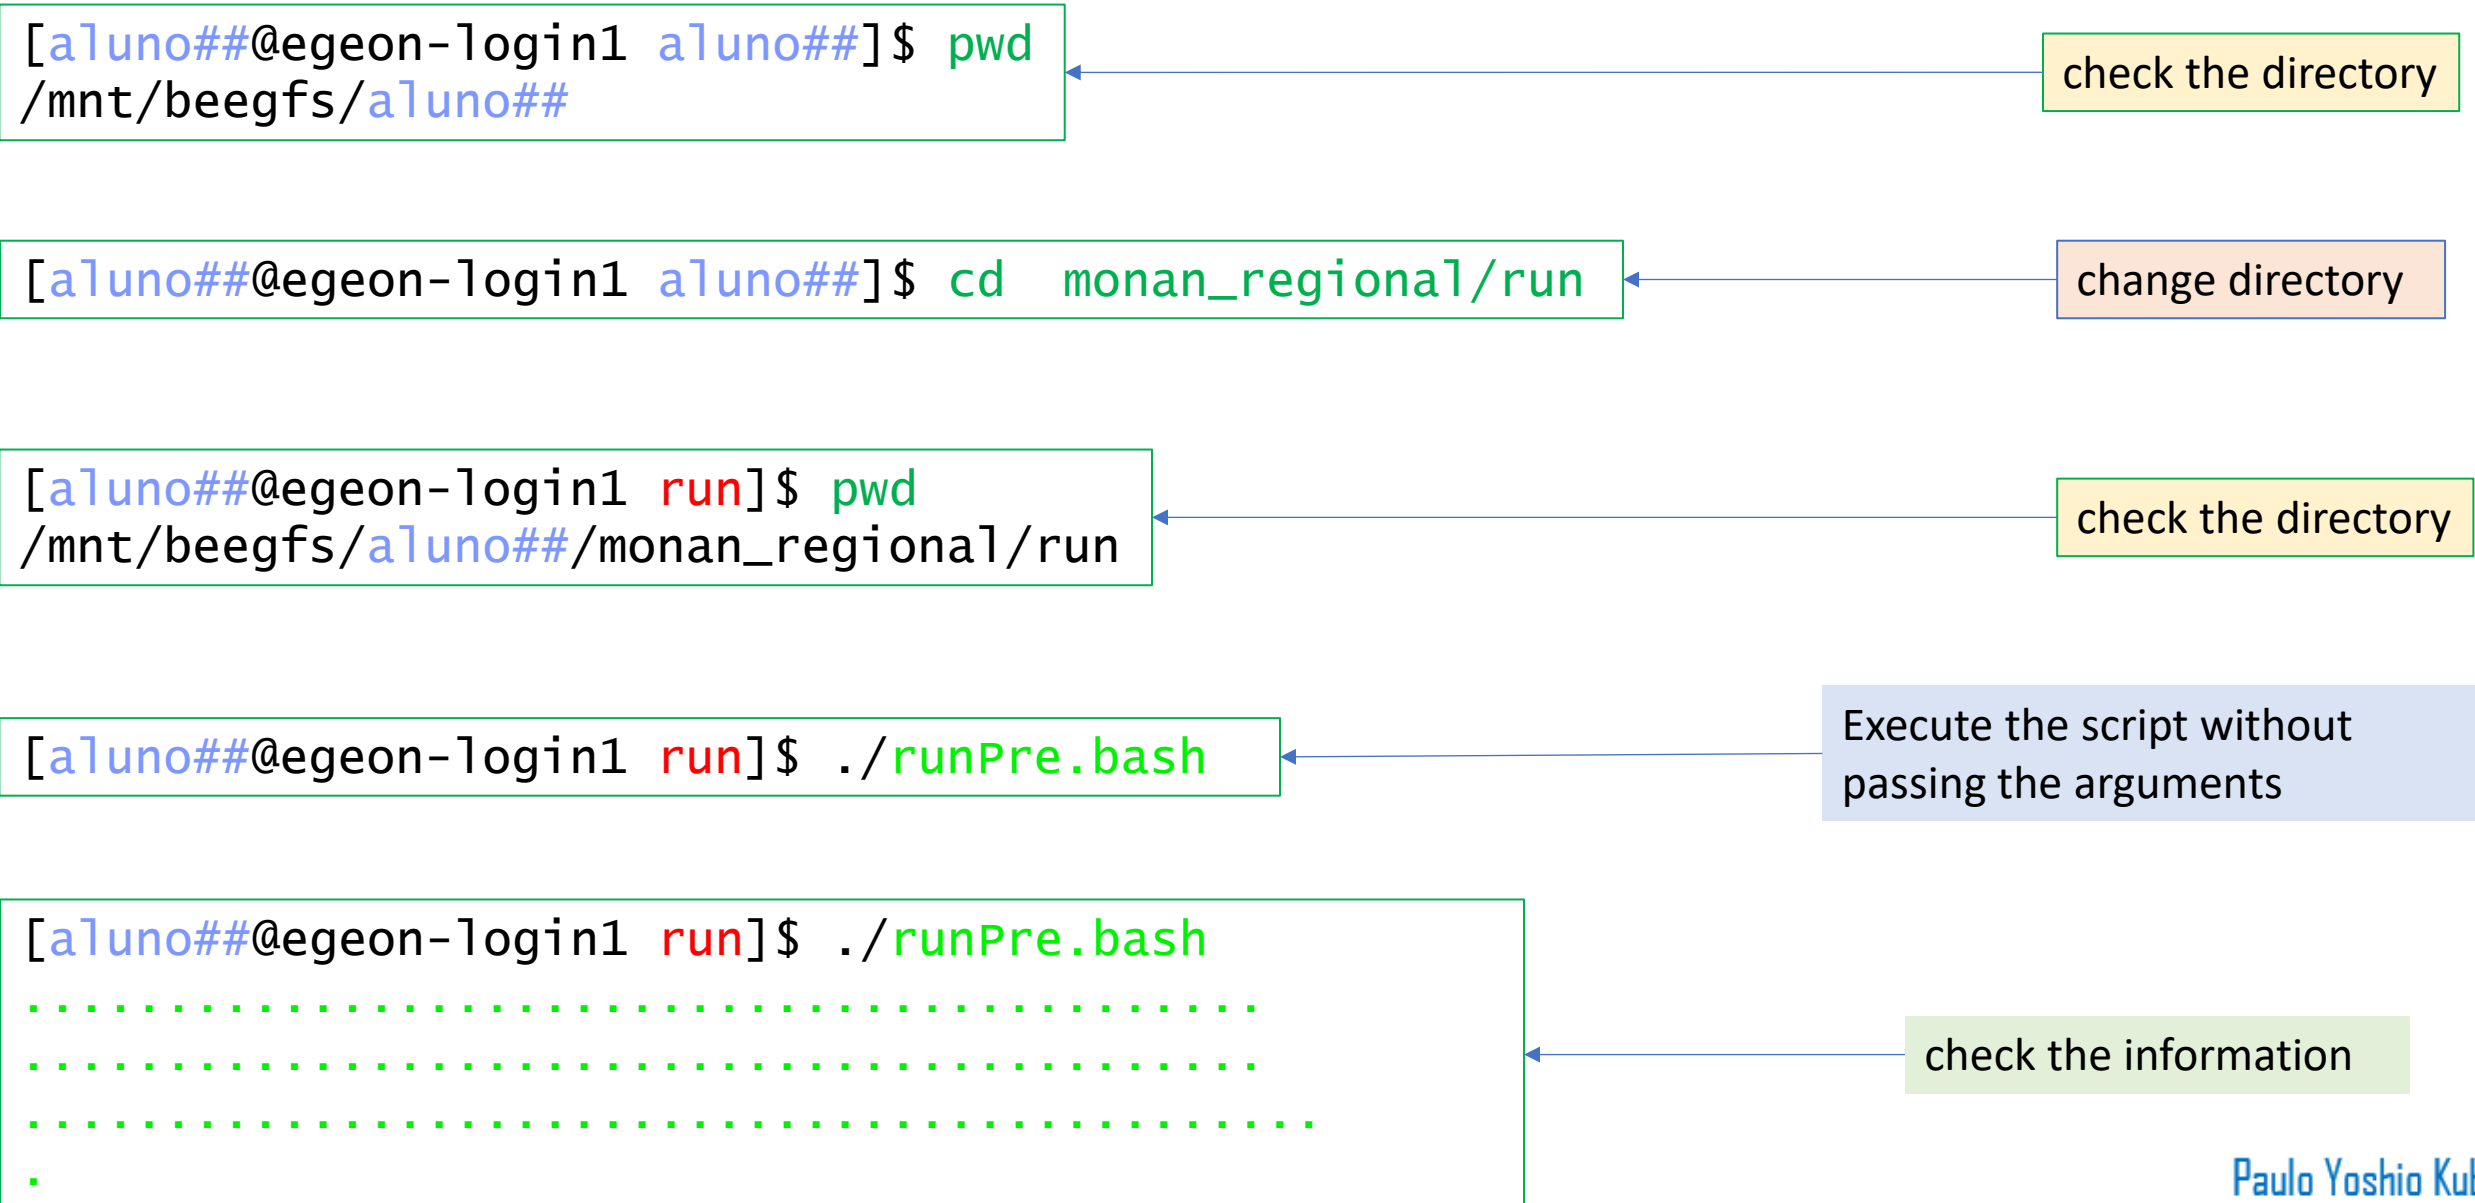 [aluno##@egeon-login1 aluno##]$ pwd
/mnt/beegfs/aluno##
check the directory
[aluno##@egeon-login1 aluno##]$ cd  monan_regional/run
change directory
[aluno##@egeon-login1 run]$ pwd
/mnt/beegfs/aluno##/monan_regional/run
check the directory
[aluno##@egeon-login1 run]$ ./runPre.bash
Execute the script without
passing the arguments
[aluno##@egeon-login1 run]$ ./runPre.bash
...........................................
...........................................
.............................................
.
check the information
Paulo Yoshio